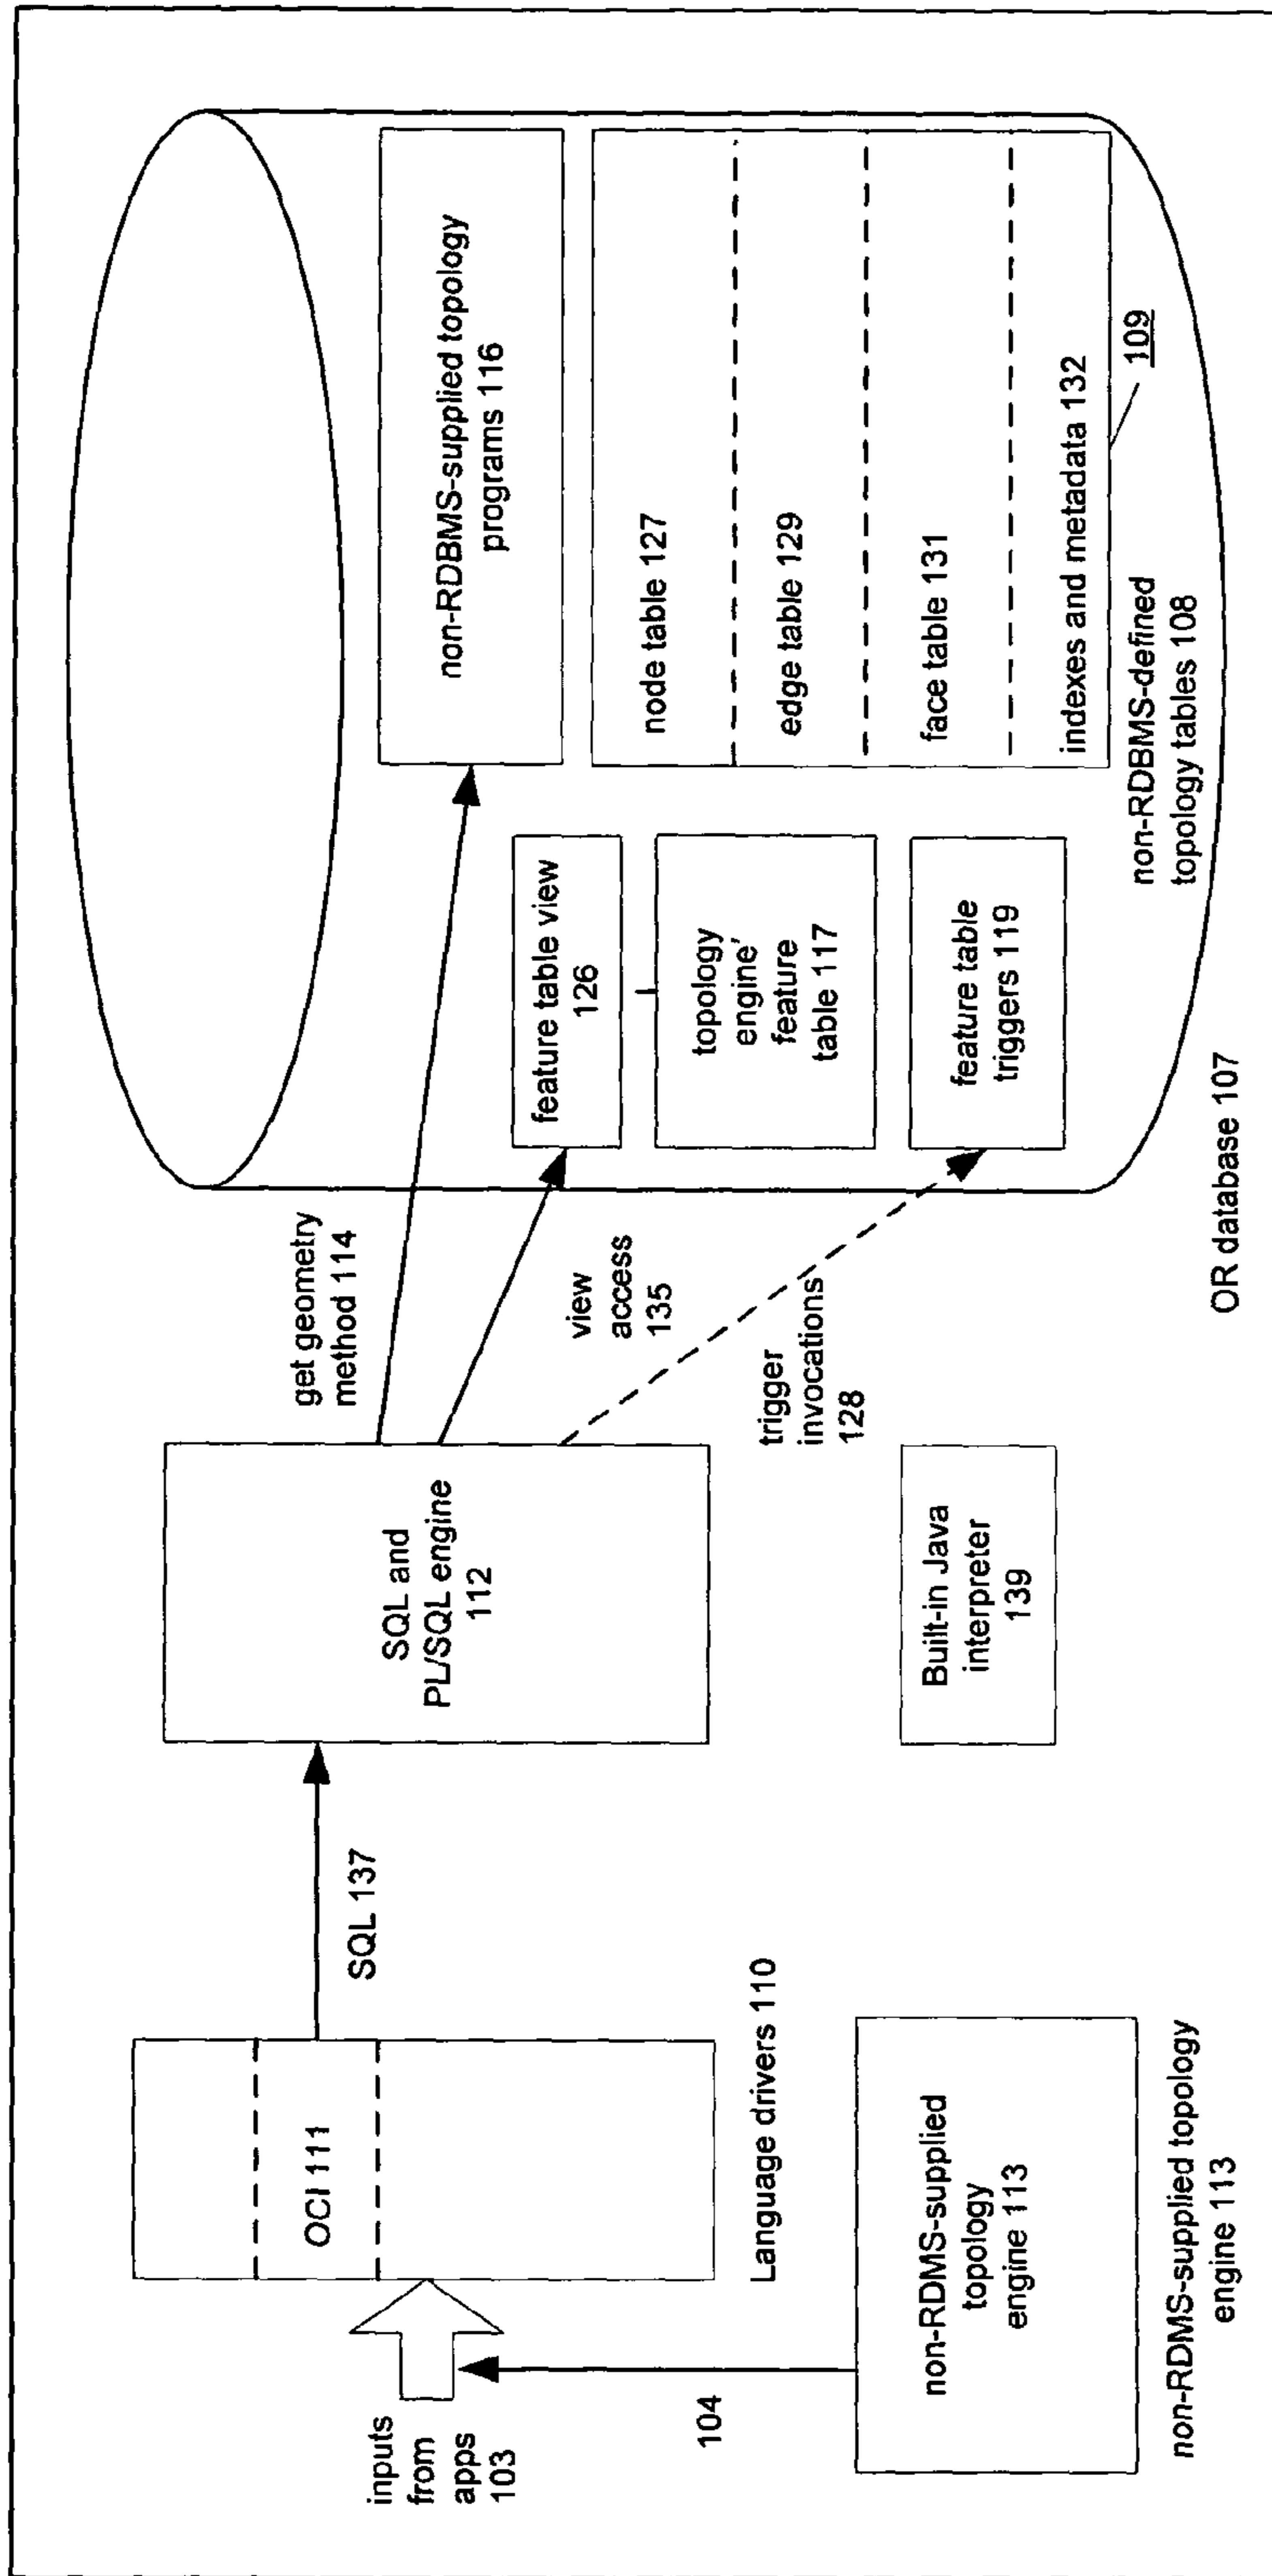 inputs
from
apps
103
104
OCI 111
Language drivers 110
non-RDMS-supplied
topology
engine 113
non-RDMS-supplied topology
engine 113
SQL 137
SQL and
PL/SQL engine
112
Built-in Java
interpreter
139
get geometry
method 114
view
access
135
trigger
invocations
128
OR database 107
feature table view
126
topology
engine'
feature
table 117
feature table
triggers 119
non-RDBMS-supplied topology
programs 116
node table 127
edge table 129
face table 131
indexes and metadata 132
non-RDBMS-defined
topology tables 108
109